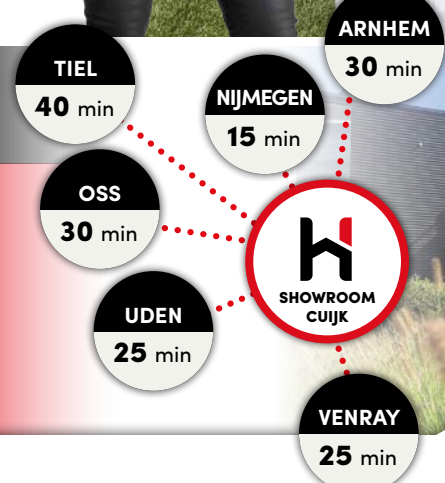 ARNHEM
30 min
TIEL
40 min
NIJMEGEN
15 min
OSS
30 min
SHOWROOM
CUIJK
UDEN
25 min
VENRAY
25 min